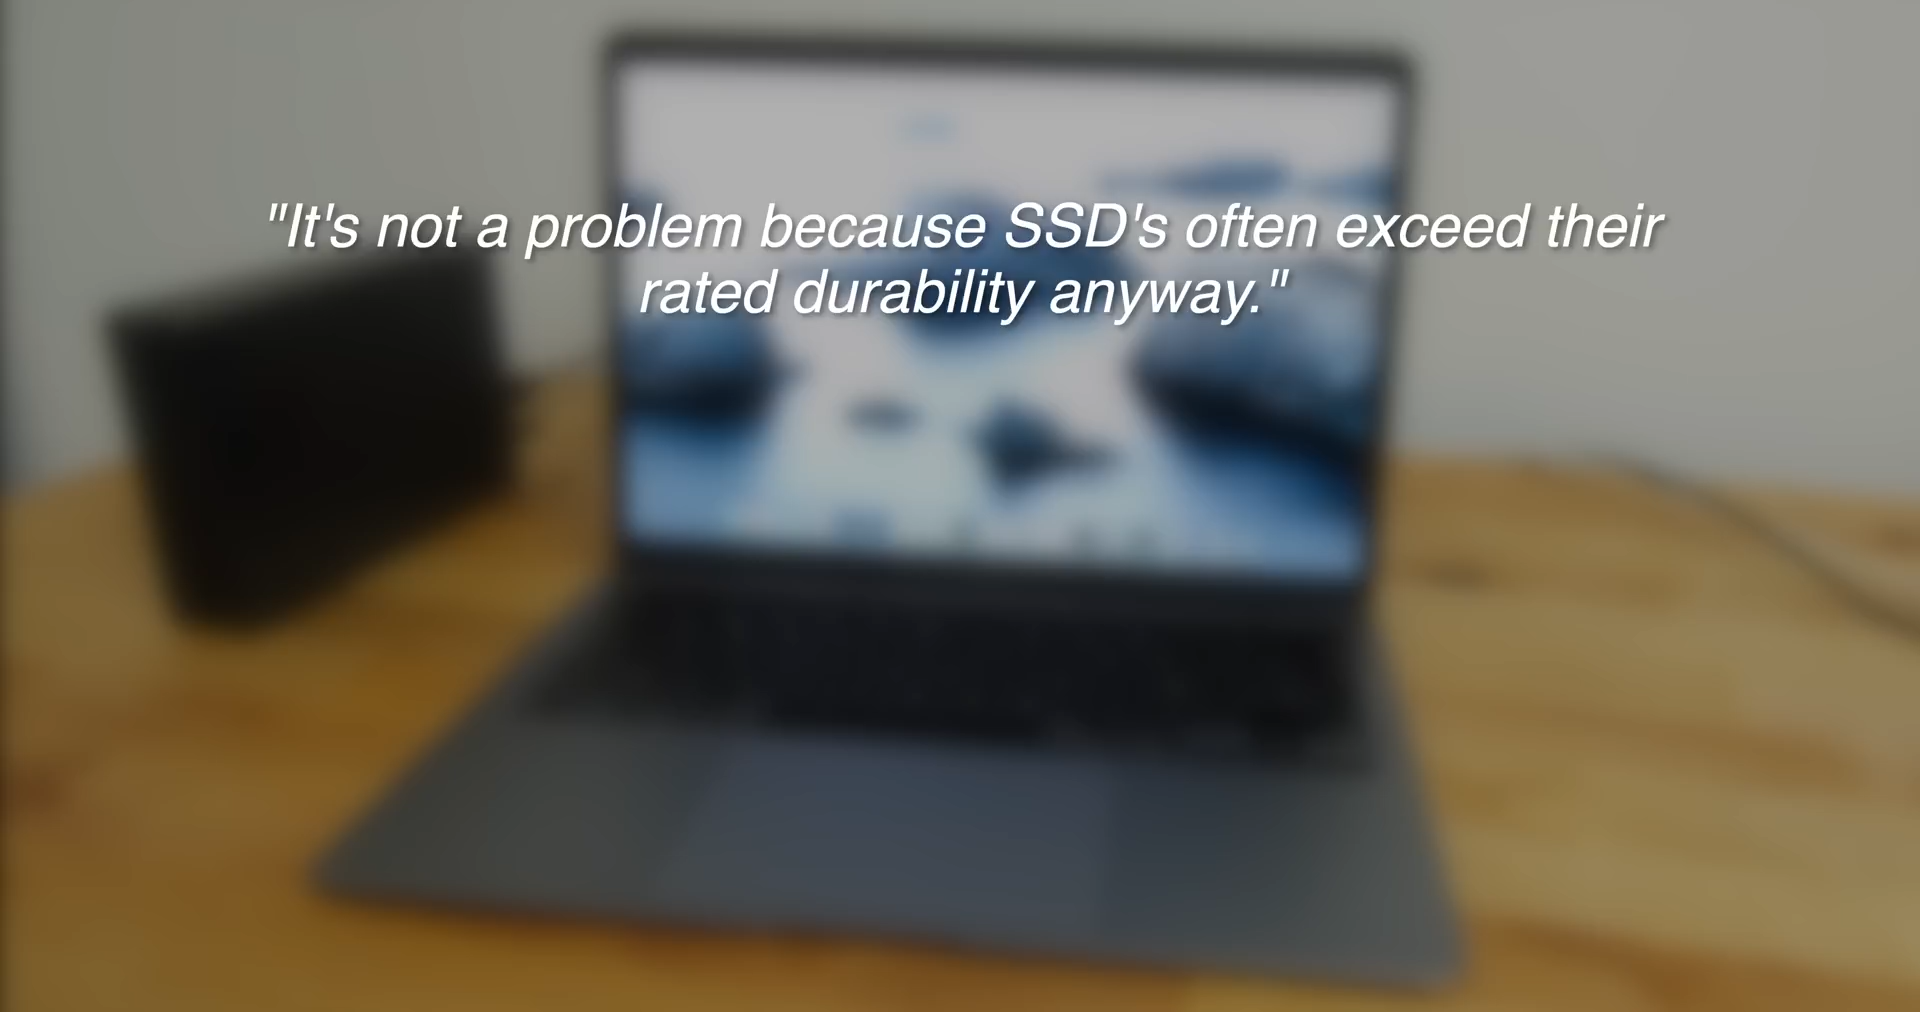 "It's not a problem because SSD's often exceed their
rated durability anyway."